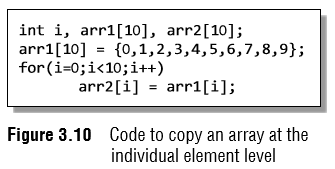 int i, arr1[10], arr2[10];
arr1[10] = {0,1,2,3,4,5,6,7,8,9};
for(i=0;i<10;i++)
arr2[i] = arr1[i];
Figure 3.10 Code to copy an array at the
individual element level